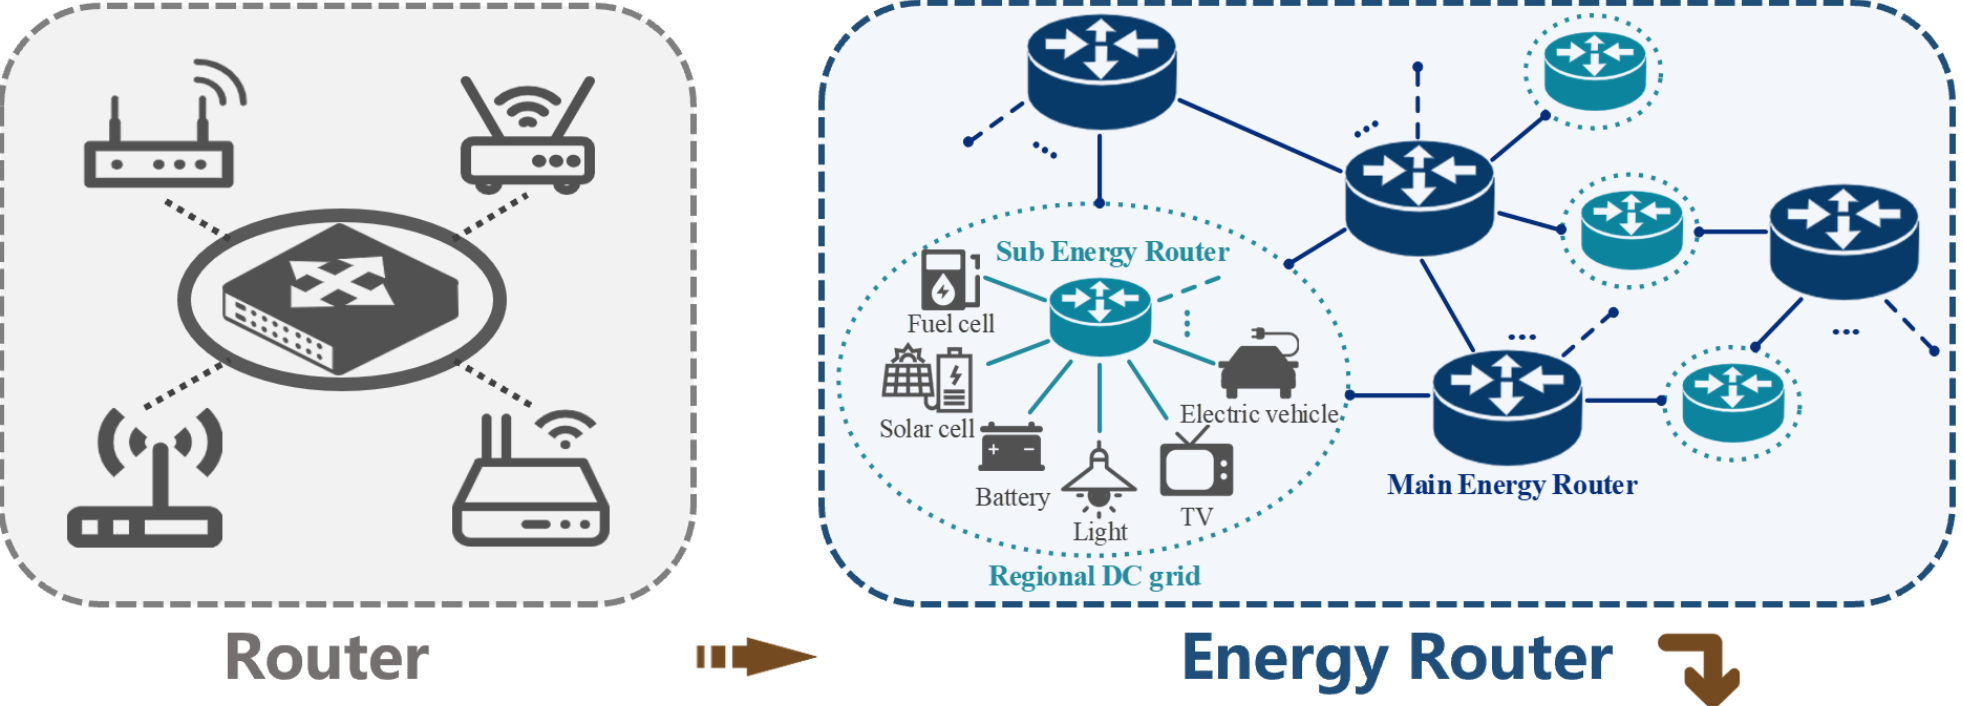 Sub Energy Router
Fuel cell
Solar cell
Electric vehicle
Battery
Light
TV
Main Energy Router
Regional DC grid
Router
Energy Router